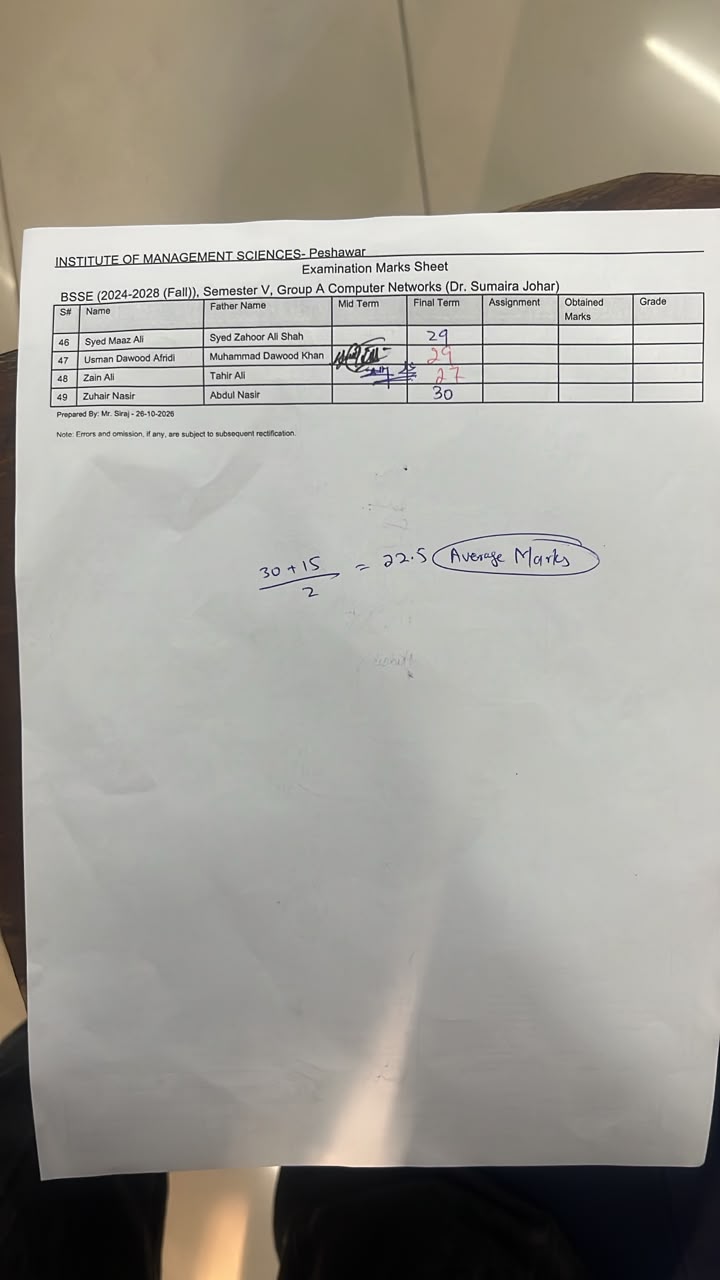 INSTITUTE OF MANAGEMENT SCIENCES- Peshawar
Examination Marks Sheet
BSSE (2024-2028 (Fall)), Semester V, Group A Computer Networks (Dr. Sumaira Johar)
S# Name Father Name Mid Term Final Term Assignment Obtained Marks Grade
46 Syed Maaz Ali Syed Zahoor Ali Shah 29
47 Usman Dawood Afridi Muhammad Dawood Khan 29
48 Zain Ali Tahir Ali 27
49 Zuhair Nasir Abdul Nasir 30
Prepared By: Mr. Siraj - 26-10-2026
Note: Errors and omission, if any, are subject to subsequent rectification.
30 + 15
2
= 22.5 Average Marks